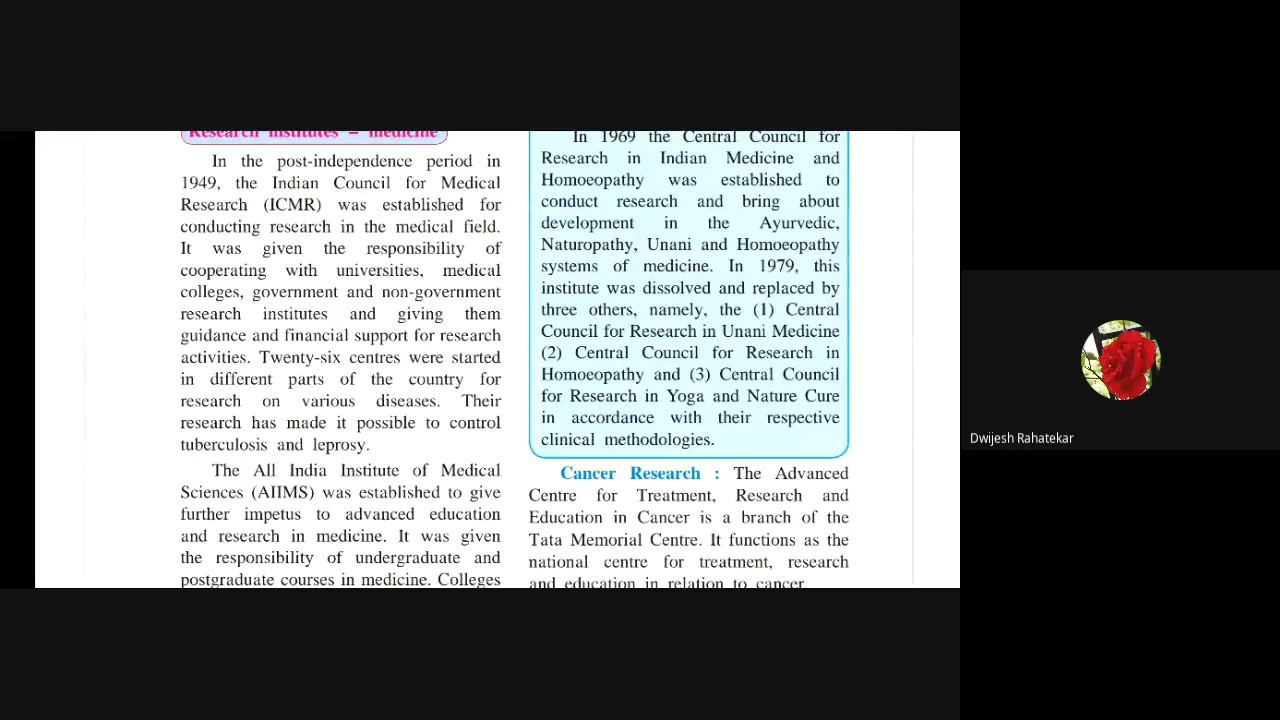 Research institutes – medicine
In the post-independence period in
1949, the Indian Council for Medical
Research (ICMR) was established for
conducting research in the medical field.
It was given the responsibility of
cooperating with universities, medical
colleges, government and non-government
research institutes and giving them
guidance and financial support for research
activities. Twenty-six centres were started
in different parts of the country for
research on various diseases. Their
research has made it possible to control
tuberculosis and leprosy.
The All India Institute of Medical
Sciences (AIIMS) was established to give
further impetus to advanced education
and research in medicine. It was given
the responsibility of undergraduate and
postgraduate courses in medicine. Colleges
In 1969 the Central Council for
Research in Indian Medicine and
Homoeopathy was established to
conduct research and bring about
development in the Ayurvedic,
Naturopathy, Unani and Homoeopathy
systems of medicine. In 1979, this
institute was dissolved and replaced by
three others, namely, the (1) Central
Council for Research in Unani Medicine
(2) Central Council for Research in
Homoeopathy and (3) Central Council
for Research in Yoga and Nature Cure
in accordance with their respective
clinical methodologies.
Cancer Research : The Advanced
Centre for Treatment, Research and
Education in Cancer is a branch of the
Tata Memorial Centre. It functions as the
national centre for treatment, research
and education in relation to cancer.
Dwijesh Rahatekar